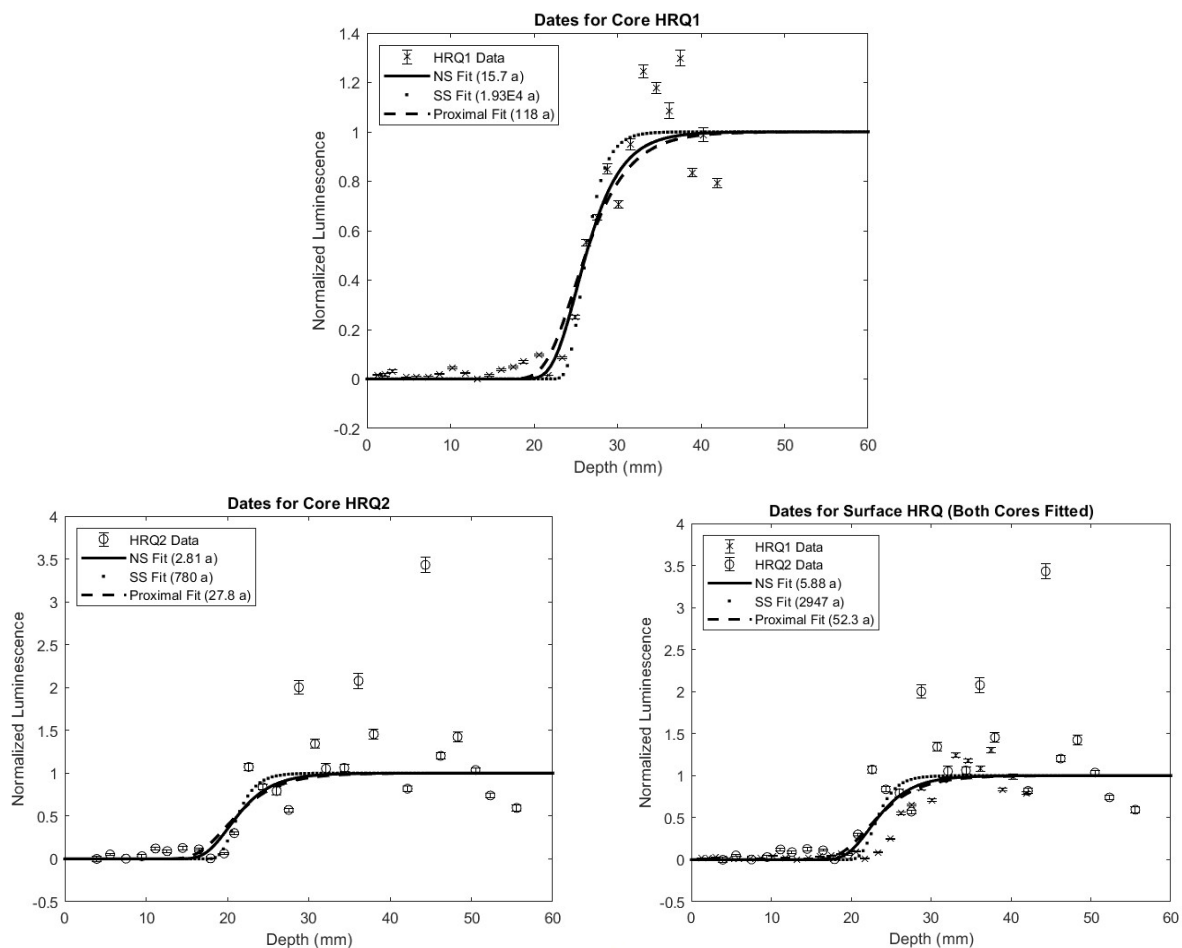 Dates for Core HRQ1
1.4
1.2
1
0.8
0.6
0.4
0.2
0
-0.2
Normalized Luminescence
HRQ1 Data
NS Fit (15.7 a)
SS Fit (1.93E4 a)
Proximal Fit (118 a)
0 10 20 30 40 50 60
Depth (mm)
Dates for Core HRQ2
4
3.5
3
2.5
2
1.5
1
0.5
0
-0.5
Normalized Luminescence
HRQ2 Data
NS Fit (2.81 a)
SS Fit (780 a)
Proximal Fit (27.8 a)
0 10 20 30 40 50 60
Depth (mm)
Dates for Surface HRQ (Both Cores Fitted)
4
3.5
3
2.5
2
1.5
1
0.5
0
-0.5
Normalized Luminescence
HRQ1 Data
HRQ2 Data
NS Fit (5.88 a)
SS Fit (2947 a)
Proximal Fit (52.3 a)
0 10 20 30 40 50 60
Depth (mm)